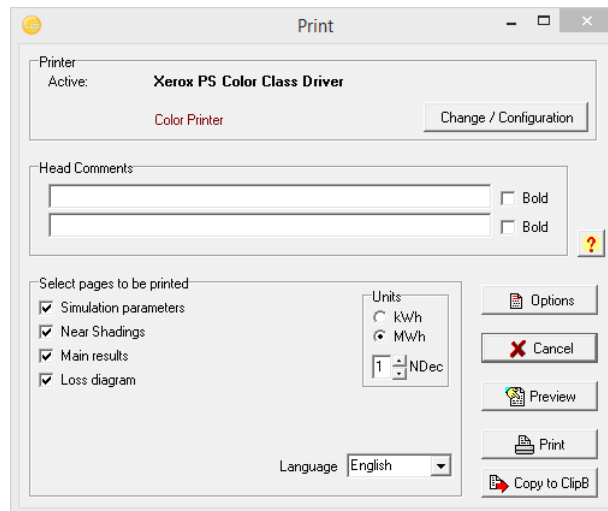 Print
Printer
Active: Xerox PS Color Class Driver
Color Printer
Change / Configuration
Head Comments
Bold
Bold
?
Select pages to be printed
Simulation parameters
Near Shadings
Main results
Loss diagram
Units
kWh
MWh
1 NDec
Language English
Options
Cancel
Preview
Print
Copy to ClipB